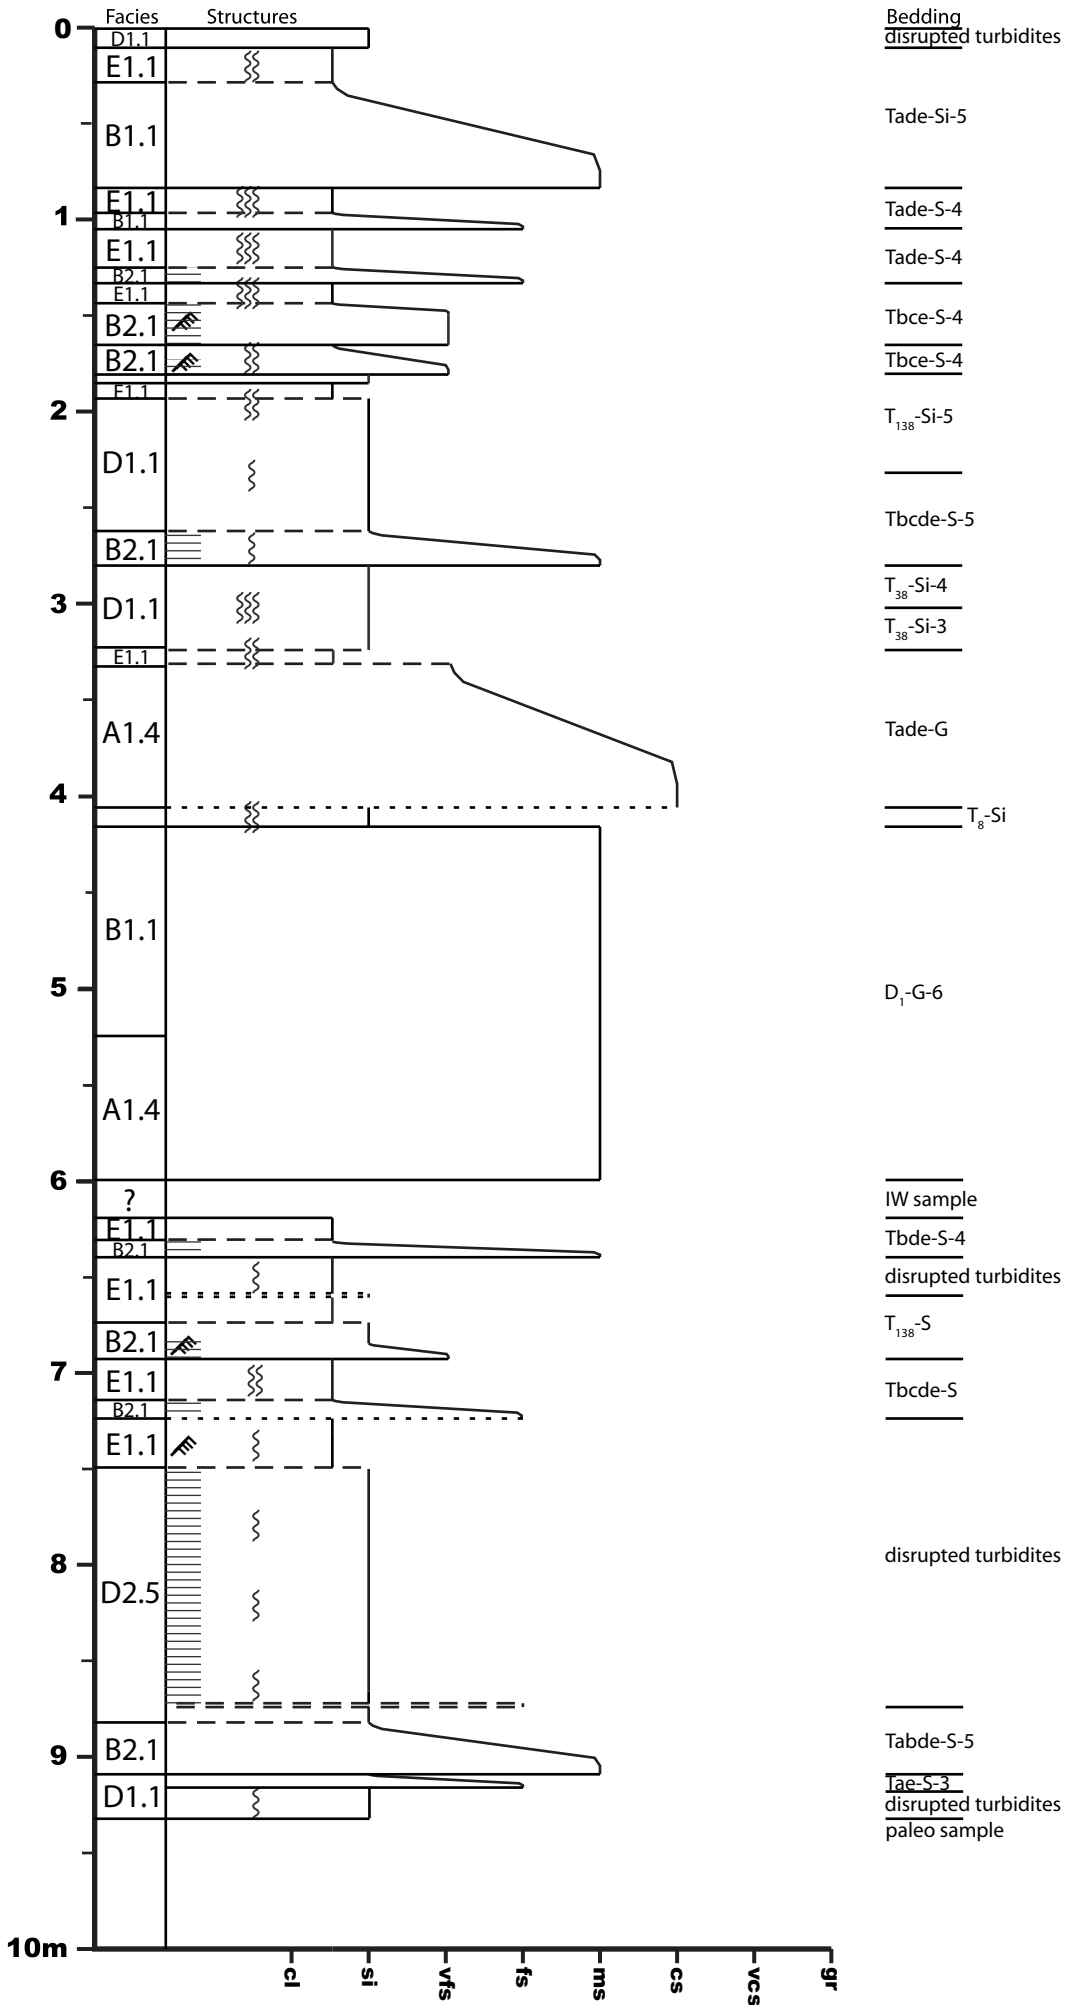 Facies Structures Bedding
0
D1.1 disrupted turbidites
E1.1
Tade-Si-5
B1.1
E1.1 Tade-S-4
1
B1.1
E1.1 Tade-S-4
B2.1
E1.1
B2.1 Tbce-S-4
B2.1 Tbce-S-4
E1.1
2 T138-Si-5
D1.1
Tbcde-S-5
B2.1
T38-Si-4
3 D1.1
T38-Si-3
E1.1
A1.4 Tade-G
4
T8-Si
B1.1
5 D1-G-6
A1.4
6
? IW sample
E1.1
B2.1 Tbde-S-4
E1.1 disrupted turbidites
B2.1 T138-S
7
E1.1 Tbcde-S
B2.1
E1.1
8 disrupted turbidites
D2.5
B2.1 Tabde-S-5
9
Tae-S-3
D1.1 disrupted turbidites
paleo sample
10m
cl si vfs fs ms cs vcs gr